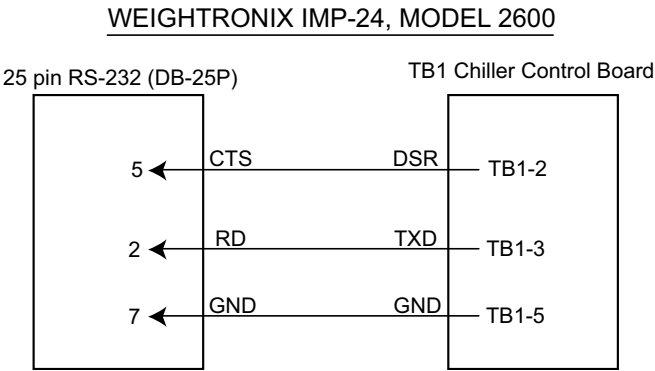 WEIGHTRONIX IMP-24, MODEL 2600
25 pin RS-232 (DB-25P)
TB1 Chiller Control Board
5 CTS DSR TB1-2
2 RD TXD TB1-3
7 GND GND TB1-5